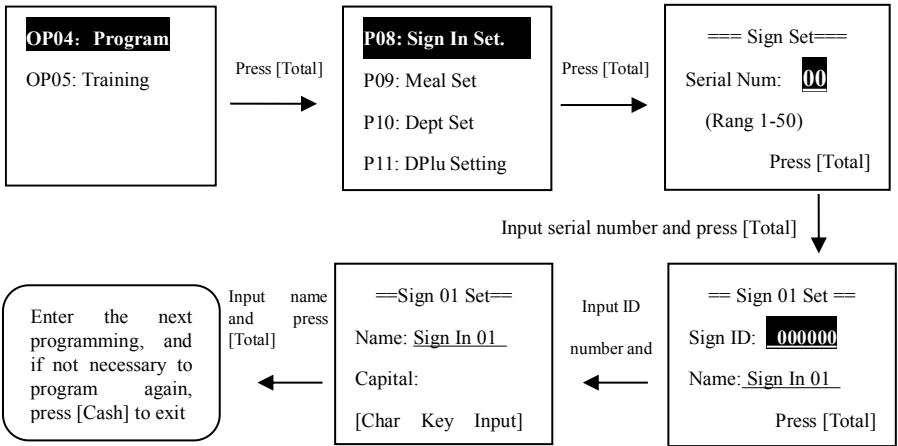 OP04: Program
OP05: Training
Press [Total]
P08: Sign In Set.
P09: Meal Set
P10: Dept Set
P11: DPlu Setting
Press [Total]
=== Sign Set===
Serial Num: 00
(Rang 1-50)
Press [Total]
Input serial number and press [Total]
== Sign 01 Set ==
Sign ID: 000000
Name: Sign In 01
Press [Total]
Input ID
number and
==Sign 01 Set==
Name: Sign In 01
Capital:
[Char Key Input]
Input name
and press
[Total]
Enter the next
programming, and
if not necessary to
program again,
press [Cash] to exit